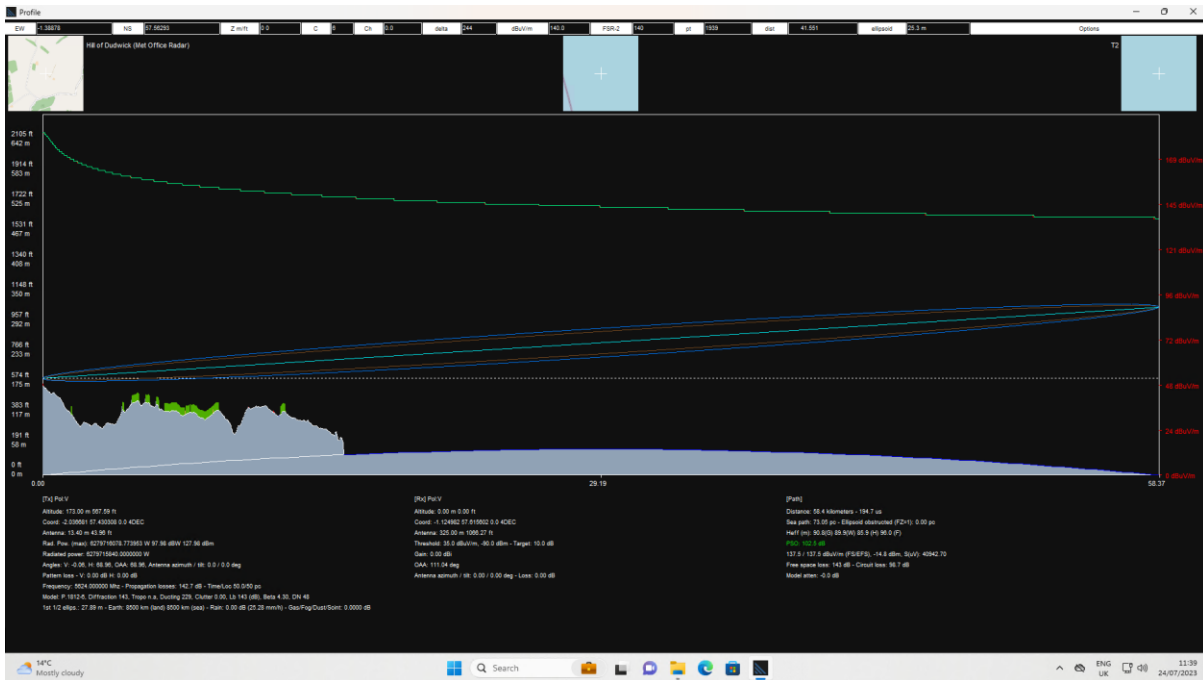 Profile
EW -1.38878 NS 57.56293 Z m/ft 0.0 C 6 Ch 0.0 delta 244 dBuV/m 140.0 FSR-2 140 pt 1939 dist 41.551 ellipsoid 25.3 m Options
Hill of Dudwick (Met Office Radar)
T2
2105 ft
642 m
1914 ft
583 m
1722 ft
525 m
1531 ft
467 m
1340 ft
408 m
1148 ft
350 m
957 ft
292 m
766 ft
233 m
574 ft
175 m
383 ft
117 m
191 ft
58 m
0 ft
0 m
169 dBuV/m
145 dBuV/m
121 dBuV/m
96 dBuV/m
72 dBuV/m
48 dBuV/m
24 dBuV/m
0 dBuV/m
0.00 29.19 58.37
[Tx] Pol:V
Altitude: 173.00 m 567.59 ft
Coord: -2.036681 57.430308 0.0 4DEC
Antenna: 13.40 m 43.96 ft
Rad. Pow. (max): 6279716078.773963 W 97.98 dBW 127.98 dBm
Radiated power: 6279715840.0000000 W
Angles: V: -0.06, H: 68.96, OAA: 68.96, Antenna azimuth / tilt: 0.0 / 0.0 deg
Pattern loss - V: 0.00 dB H: 0.00 dB
Frequency: 5624.000000 Mhz - Propagation losses: 142.7 dB - Time/Loc 50.0/50 pc
Model: P.1812-6, Diffraction 143, Tropo n.a, Ducting 229, Clutter 0.00, Lb 143 (dB), Beta 4.30, DN 45
1st 1/2 ellips.: 27.89 m - Earth: 8500 km (land) 8500 km (sea) - Rain: 0.00 dB (25.28 mm/h) - Gas/Fog/Dust/Scint: 0.0000 dB
[Rx] Pol:V
Altitude: 0.00 m 0.00 ft
Coord: -1.124982 57.615602 0.0 4DEC
Antenna: 325.00 m 1066.27 ft
Threshold: 35.0 dBuV/m, -90.0 dBm - Target: 10.0 dB
Gain: 0.00 dBi
OAA: 111.04 deg
Antenna azimuth / tilt: 0.00 / 0.00 deg - Loss: 0.00 dB
[Path]
Distance: 58.4 kilometers - 194.7 us
Sea path: 73.05 pc - Ellipsoid obstructed (FZ=1): 0.00 pc
Heff (m): 90.8(G) 89.9(W) 85.9 (H) 96.0 (F)
PSO: 102.5 dB
137.5 / 137.5 dBuV/m (FS/EFS), -14.8 dBm, S(uV): 40942.70
Free space loss: 143 dB - Circuit loss: 98.7 dB
Model atten: -0.0 dB
14°C
Mostly cloudy
Search
ENG
UK
11:39
24/07/2023